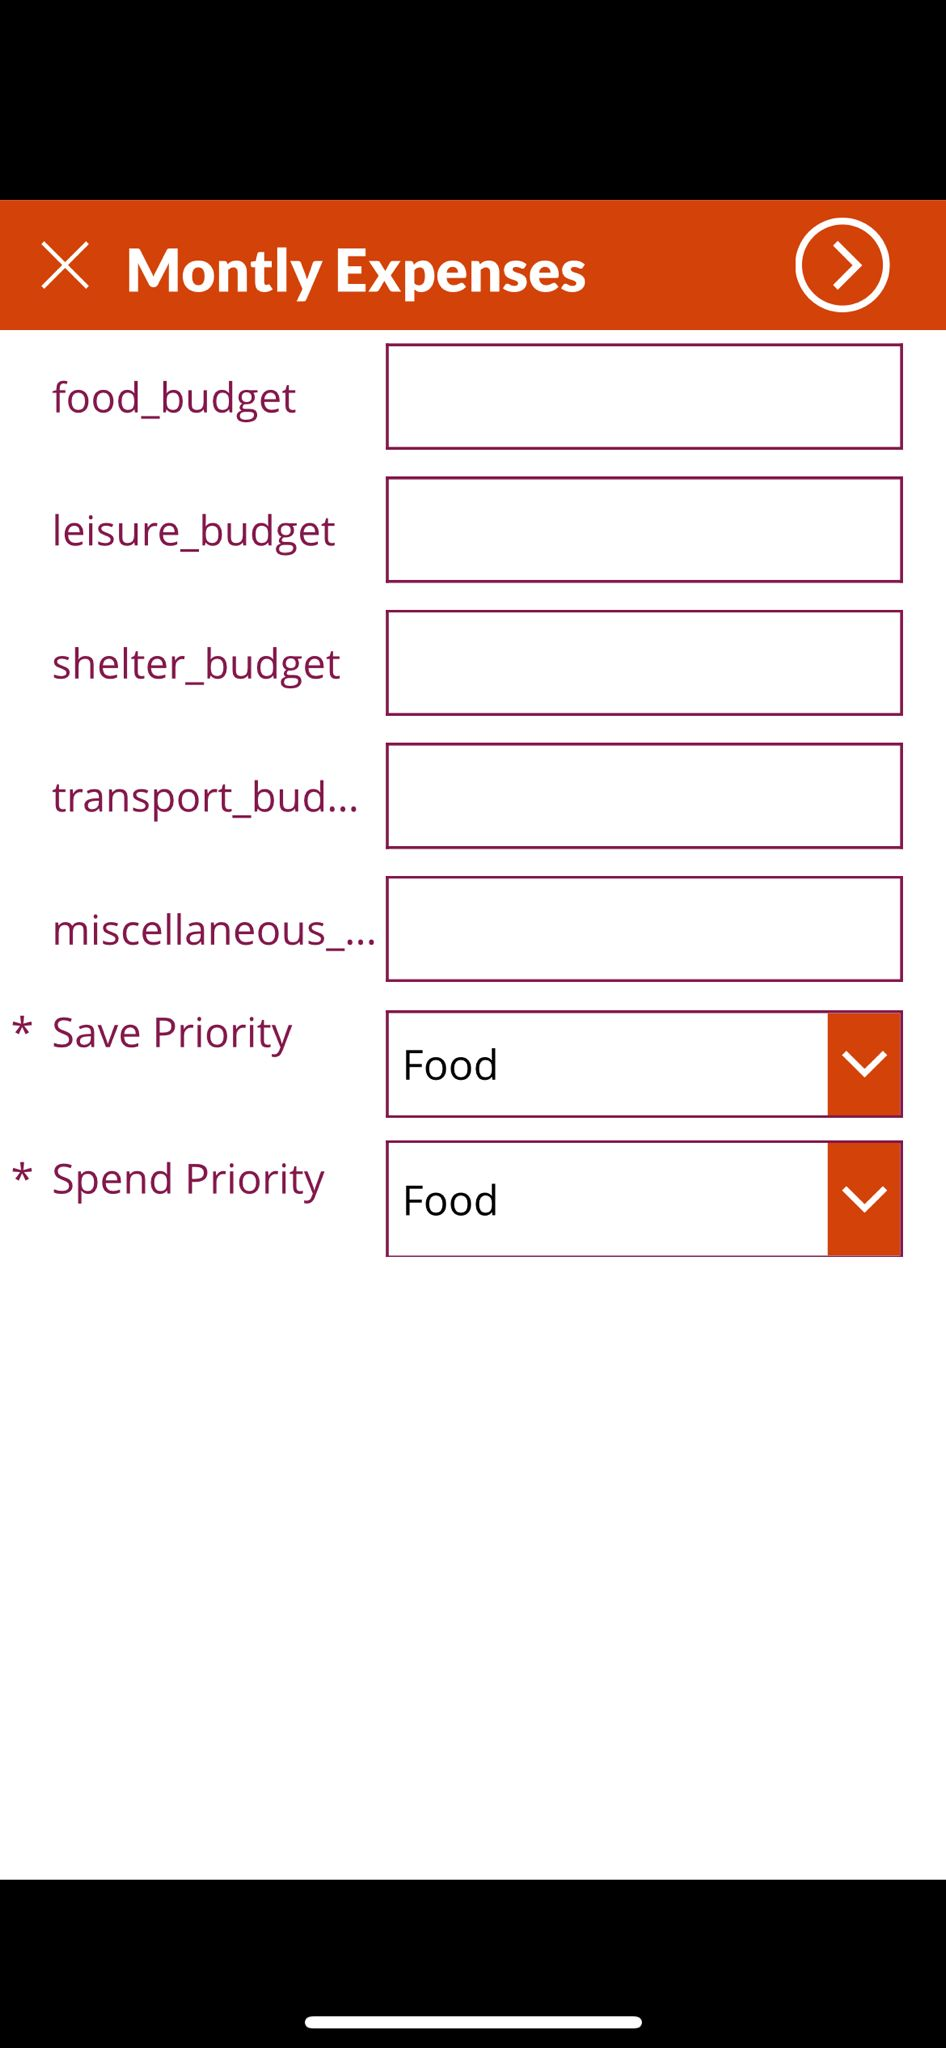 Montly Expenses
food_budget
leisure_budget
shelter_budget
transport_bud...
miscellaneous_...
* Save Priority
Food
* Spend Priority
Food